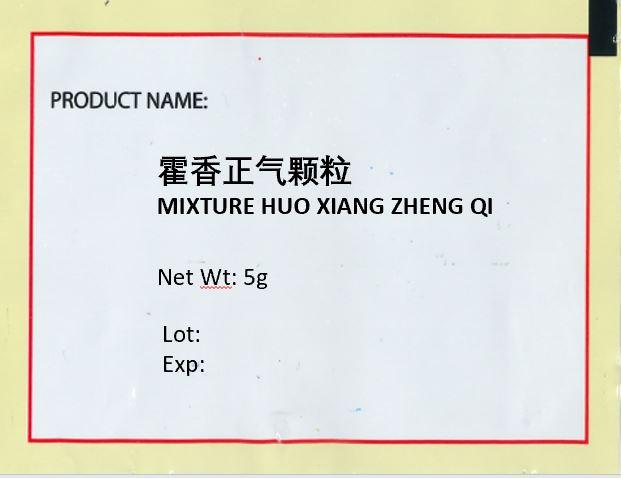 PRODUCT NAME:
霍香正气颗粒
MIXTURE HUO XIANG ZHENG QI
Net Wt: 5g
Lot:
Exp: